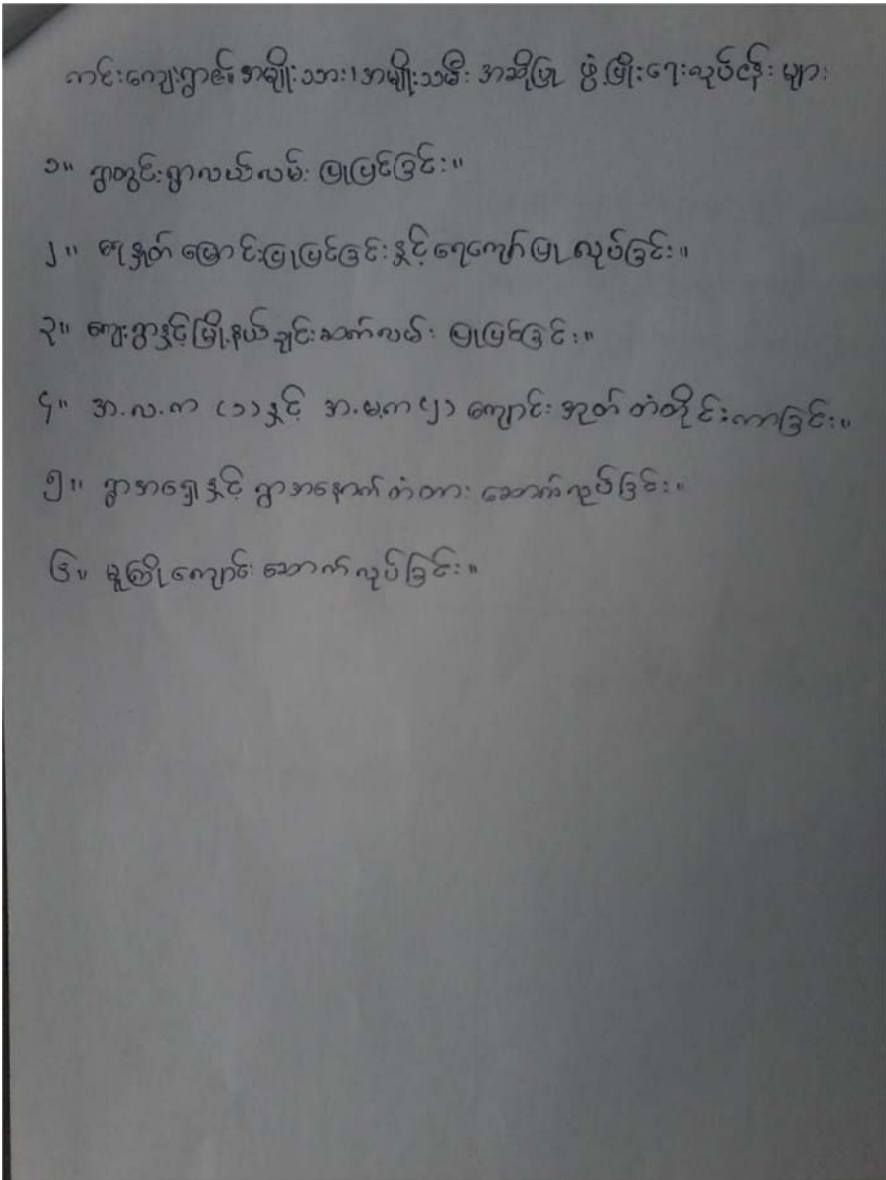 ကင်းကျေးရွာ၏ အမျိုးသား၊အမျိုးသမီး အဆိုပြု ဖွံ့ဖြိုးရေးလုပ်ငန်း များ
၁။ ရွာတွင်းရွာလယ်လမ်း ပြုပြင်ခြင်း။
၂။ ရေနှုတ်မြောင်းပြုပြင်ခြင်းနှင့်ရေကျော်ပြုလုပ်ခြင်း။
၃။ ကျေးရွာနှင့်မြို့နယ်ချင်းဆက်လမ်း ပြုပြင်ခြင်း။
၄။ အ.လ.က (၁)နှင့် အ.မ.က(၂) ကျောင်း အုတ်တံတိုင်းကာခြင်း။
၅။ ရွာအရှေ့နှင့်ရွာအနောက်တံတား ဆောက်လုပ်ခြင်း။
၆။ မူကြိုကျောင်း ဆောက်လုပ်ခြင်း။